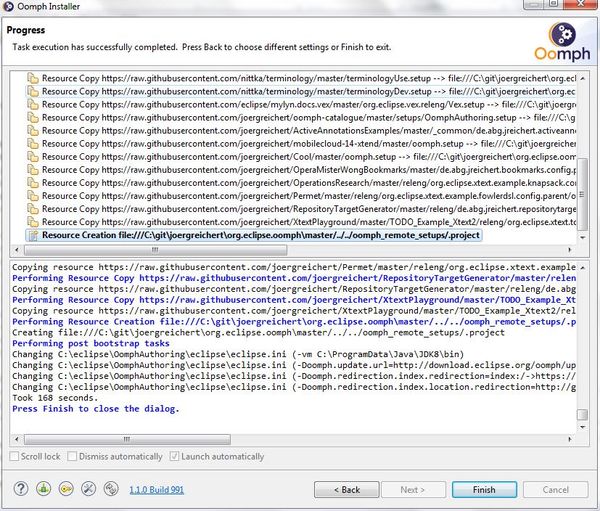 Oomph Installer
Progress
Task execution has successfully completed. Press Back to choose different settings or Finish to exit.
Oomph
Resource Copy https://raw.githubusercontent.com/nittka/terminology/master/terminologyUse.setup --> file:///C:\git\joergreichert\org.ecl
Resource Copy https://raw.githubusercontent.com/nittka/terminology/master/terminologyDev.setup --> file:///C:\git\joergreichert\org.ecl
Resource Copy https://raw.githubusercontent.com/eclipse/mylyn.docs.vex/master/org.eclipse.vex.releng/Vex.setup --> file:///C:\git\joerg
Resource Copy https://raw.githubusercontent.com/joergreichert/oomph-catalogue/master/setups/OomphAuthoring.setup --> file:///C:\g
Resource Copy https://raw.githubusercontent.com/joergreichert/ActiveAnnotationsExamples/master/_common/de.abg.jreichert.activeanno
Resource Copy https://raw.githubusercontent.com/joergreichert/mobilecloud-14-xtend/master/oomph.setup --> file:///C:\git\joergreich
Resource Copy https://raw.githubusercontent.com/joergreichert/Cool/master/oomph.setup --> file:///C:\git\joergreichert\org.eclipse.oom
Resource Copy https://raw.githubusercontent.com/joergreichert/OperaMisterWongBookmarks/master/de.abg.jreichert.bookmarks.config.p
Resource Copy https://raw.githubusercontent.com/joergreichert/OperationsResearch/master/releng/org.eclipse.xtext.example.knapsack.co
Resource Copy https://raw.githubusercontent.com/joergreichert/Permet/master/releng/org.eclipse.xtext.example.fowlerdsl.config.parent/o
Resource Copy https://raw.githubusercontent.com/joergreichert/RepositoryTargetGenerator/master/releng/de.abg.jreichert.repositorytarge
Resource Copy https://raw.githubusercontent.com/joergreichert/XtextPlayground/master/TODO_Example_Xtext2/releng/org.eclipse.xtext.t
Resource Creation file:///C:\git\joergreichert\org.eclipse.oomph\master/../../oomph_remote_setups/.project
Copying resource https://raw.githubusercontent.com/joergreichert/Permet/master/releng/org.eclipse.xtext.example
Performing Resource Copy https://raw.githubusercontent.com/joergreichert/RepositoryTargetGenerator/master/relen
Copying resource https://raw.githubusercontent.com/joergreichert/RepositoryTargetGenerator/master/releng/de.abg
Performing Resource Copy https://raw.githubusercontent.com/joergreichert/XtextPlayground/master/TODO_Example_Xt
Copying resource https://raw.githubusercontent.com/joergreichert/XtextPlayground/master/TODO_Example_Xtext2/rel
Performing Resource Creation file:///C:\git\joergreichert\org.eclipse.oomph\master/../../oomph_remote_setups/.p
Creating file:///C:\git\joergreichert\org.eclipse.oomph\master/../../oomph_remote_setups/.project
Performing post bootstrap tasks
Changing C:\eclipse\OomphAuthoring\eclipse\eclipse.ini (-vm C:\ProgramData\Java\JDK8\bin)
Changing C:\eclipse\OomphAuthoring\eclipse\eclipse.ini (-Doomph.update.url=http://download.eclipse.org/oomph/up
Changing C:\eclipse\OomphAuthoring\eclipse\eclipse.ini (-Doomph.redirection.index.redirection=index:/->https://
Changing C:\eclipse\OomphAuthoring\eclipse\eclipse.ini (-Doomph.redirection.index.location.redirection=http://g
Took 168 seconds.
Press Finish to close the dialog.
Scroll lock Dismiss automatically Launch automatically
1.1.0 Build 991 < Back Next > Finish Cancel